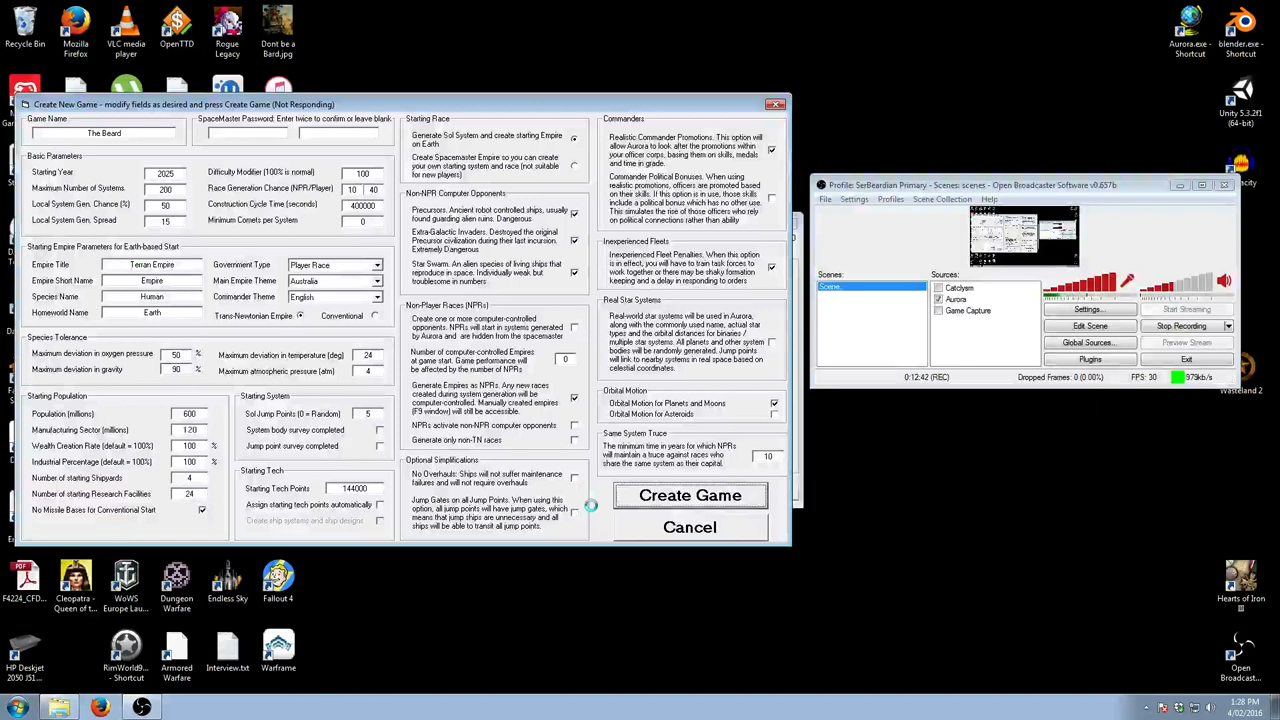 Recycle Bin
Mozilla
Firefox
VLC media
player
OpenTTD
Rogue
Legacy
Dont be a
Bard.jpg
Aurora.exe -
Shortcut
blender.exe -
Shortcut
Create New Game - modify fields as desired and press Create Game (Not Responding)
Game Name
The Beard
SpaceMaster Password: Enter twice to confirm or leave blank
Basic Parameters
Starting Year 2025
Maximum Number of Systems 200
Local System Gen. Chance (%) 50
Local System Gen. Spread 15
Difficulty Modifier (100% is normal) 100
Race Generation Chance (NPR/Player) 10 40
Construction Cycle Time (seconds) 400000
Minimum Comets per System 0
Starting Empire Parameters for Earth-based Start
Empire Title Terran Empire
Empire Short Name Empire
Species Name Human
Homeworld Name Earth
Government Type Player Race
Main Empire Theme Australia
Commander Theme English
Trans-Newtonian Empire Conventional
Species Tolerance
Maximum deviation in oxygen pressure 50 %
Maximum deviation in gravity 90 %
Maximum deviation in temperature (deg) 24
Maximum atmospheric pressure (atm) 4
Starting Population
Population (millions) 600
Manufacturing Sector (millions) 120
Wealth Creation Rate (default = 100%) 100 %
Industrial Percentage (default = 100%) 100 %
Number of starting Shipyards 4
Number of starting Research Facilities 24
No Missile Bases for Conventional Start
Starting System
Sol Jump Points (0 = Random) 5
System body survey completed
Jump point survey completed
Starting Tech
Starting Tech Points 144000
Assign starting tech points automatically
Create ship systems and ship designs
Starting Race
Generate Sol System and create starting Empire
on Earth
Create Spacemaster Empire so you can create
your own starting system and race (not suitable
for new players)
Non-NPR Computer Opponents
Precursors. Ancient robot controlled ships, usually
found guarding alien ruins. Dangerous
Extra-Galactic Invaders. Destroyed the original
Precursor civilization during their last incursion.
Extremely Dangerous
Star Swarm. An alien species of living ships that
reproduce in space. Individually weak but
troublesome in numbers
Non-Player Races (NPRs)
Create one or more computer-controlled
opponents. NPRs will start in systems generated
by Aurora and are hidden from the spacemaster
Number of computer-controlled Empires
at game start. Game performance will
be affected by the number of NPRs
0
Generate Empires as NPRs. Any new races
created during system generation will be
computer-controlled. Manually created empires
(F9 window) will still be accessible.
NPRs activate non-NPR computer opponents
Generate only non-TN races
Optional Simplifications
No Overhauls: Ships will not suffer maintenance
failures and will not require overhauls
Jump Gates on all Jump Points. When using this
option, all jump points will have jump gates, which
means that jump ships are unnecessary and all
ships will be able to transit all jump points.
Commanders
Realistic Commander Promotions. This option will
allow Aurora to look after the promotions within
your officer corps, basing them on skills, medals
and time in grade.
Commander Political Bonuses. When using
realistic promotions, officers are promoted based
on their skills. If this option is in use, those skills
include a political bonus which has no other use.
This simulates the rise of those officers who rely
on political connections rather than ability
Inexperienced Fleets
Inexperienced Fleet Penalties. When this option
is in effect, you will have to train task forces to
work together or there may be shaky formation
keeping and a delay in responding to orders
Real Star Systems
Real-world star systems will be used in Aurora,
along with the commonly used name, actual star
types and the orbital distances for binaries /
multiple star systems. All planets and other system
bodies will be randomly generated. Jump points
will link to nearby systems in real space based on
celestial coordinates.
Orbital Motion
Orbital Motion for Planets and Moons
Orbital Motion for Asteroids
Same System Truce
The minimum time in years for which NPRs
will maintain a truce against races who
share the same system as their capital.
10
Create Game
Cancel
Profile: SerBeardian Primary - Scenes: scenes - Open Broadcaster Software v0.657b
File Settings Profiles Scene Collection Help
Scenes:
Scene
Sources:
Catclysm
Aurora
Game Capture
Settings... Start Streaming
Edit Scene Stop Recording
Global Sources... Preview Stream
Plugins Exit
0:12:42 (REC) Dropped Frames: 0 (0.00%) FPS: 30 979kb/s
Unity 5.3.2f1
(64-bit)
Wasteland 2
F4224_CFD...
Cleopatra -
Queen of t...
WoWS
Europe Lau...
Dungeon
Warfare
Endless Sky
Fallout 4
Hearts of Iron
III
HP Deskjet
2050 J51...
RimWorld9...
- Shortcut
Armored
Warfare
Interview.txt
Warframe
Open
Broadcast...
1:28 PM
4/02/2016